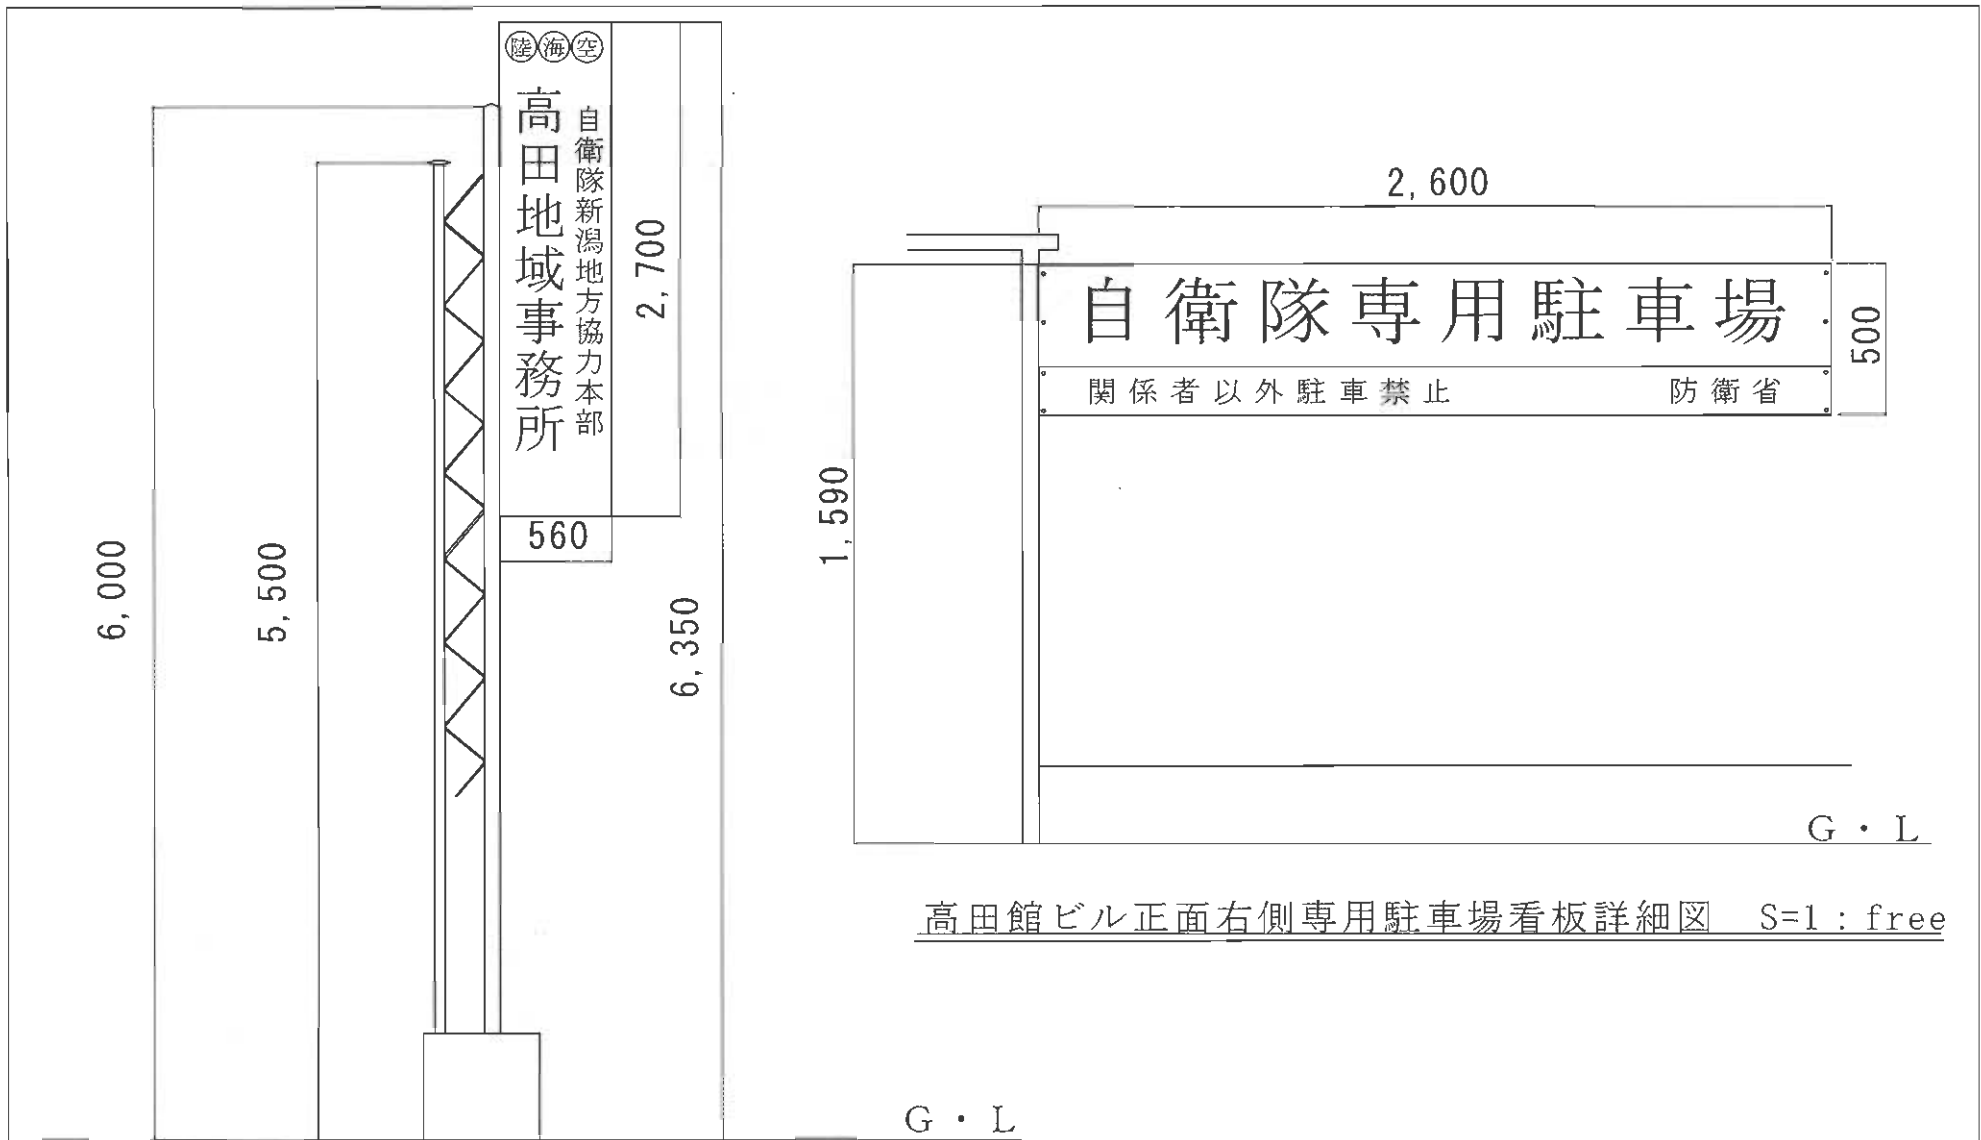 陸海空
自衛隊新潟地方協力本部
高田地域事務所
2,700
560
6,000
5,500
6,350
G・L
2,600
自衛隊専用駐車場
関係者以外駐車禁止 防衛省
500
1,590
G・L
高田館ビル正面右側専用駐車場看板詳細図 S=1:free